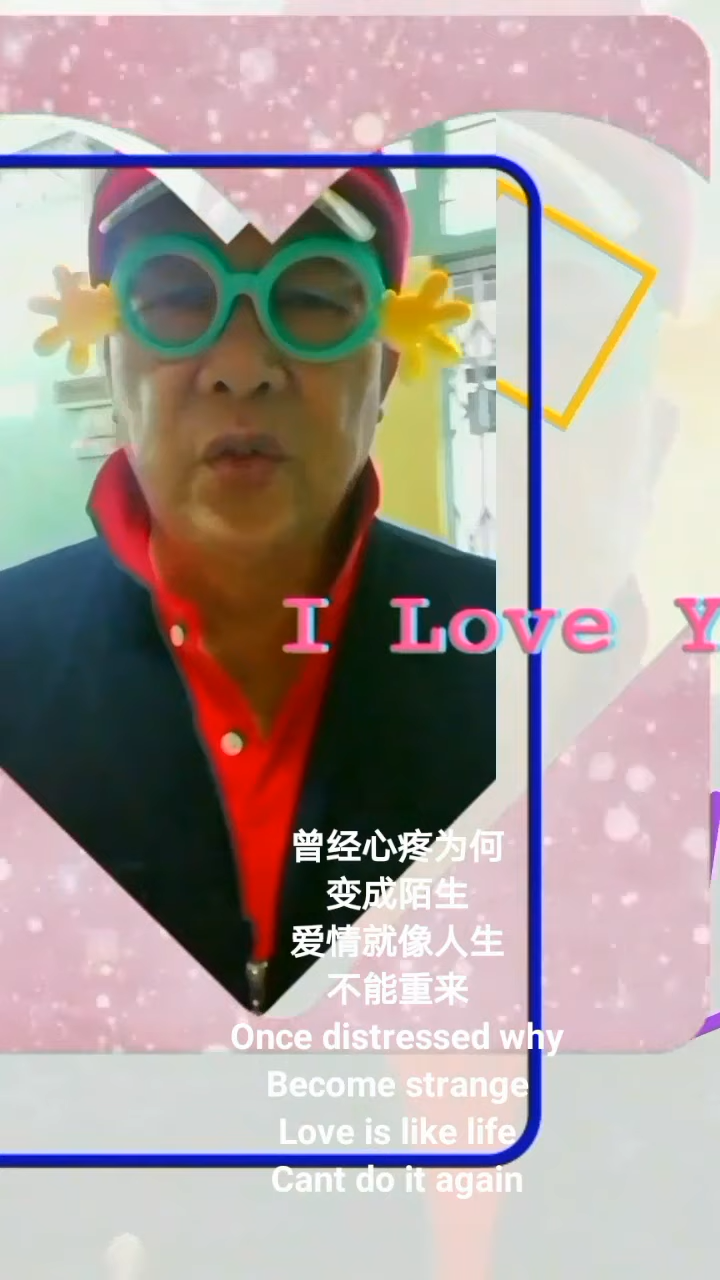 I Love Y
曾经心疼为何
变成陌生
爱情就像人生
不能重来
Once distressed why
Become strange
Love is like life
Cant do it again